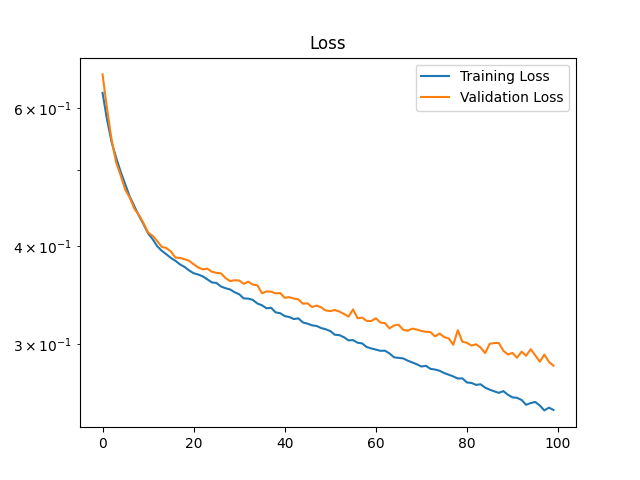 Loss
Training Loss
Validation Loss
6 × 10⁻¹
4 × 10⁻¹
3 × 10⁻¹
0 20 40 60 80 100